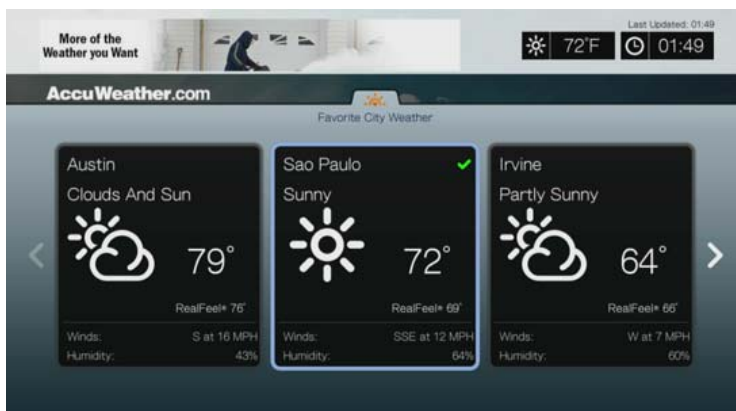 More of the
Weather you Want
Last Updated: 01:49
72°F
01:49
AccuWeather.com
Favorite City Weather
Austin
Clouds And Sun
79°
RealFeel® 76°
Winds: S at 16 MPH
Humidity: 43%
Sao Paulo
Sunny
72°
RealFeel® 69°
Winds: SSE at 12 MPH
Humidity: 64%
Irvine
Partly Sunny
64°
RealFeel® 66°
Winds: W at 7 MPH
Humidity: 60%